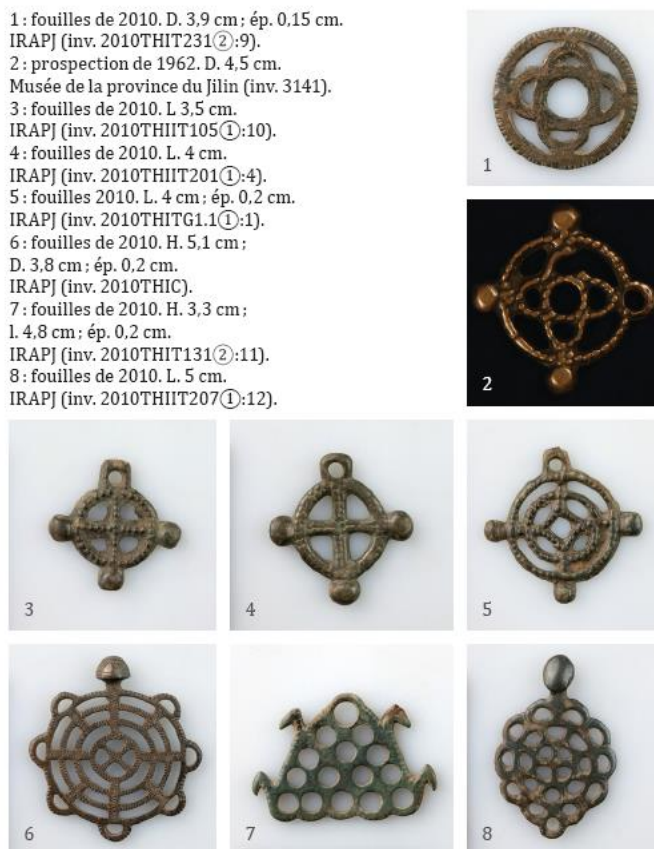 1 : fouilles de 2010. D. 3,9 cm ; ép. 0,15 cm.
IRAPJ (inv. 2010THIT231②:9).
2 : prospection de 1962. D. 4,5 cm.
Musée de la province du Jilin (inv. 3141).
3 : fouilles de 2010. L 3,5 cm.
IRAPJ (inv. 2010THIIT105①:10).
4 : fouilles de 2010. L. 4 cm.
IRAPJ (inv. 2010THIIT201①:4).
5 : fouilles 2010. L. 4 cm ; ép. 0,2 cm.
IRAPJ (inv. 2010THITG1.1①:1).
6 : fouilles de 2010. H. 5,1 cm ;
D. 3,8 cm ; ép. 0,2 cm.
IRAPJ (inv. 2010THIC).
7 : fouilles de 2010. H. 3,3 cm ;
l. 4,8 cm ; ép. 0,2 cm.
IRAPJ (inv. 2010THIT131②:11).
8 : fouilles de 2010. L. 5 cm.
IRAPJ (inv. 2010THIIT207①:12).
1
2
3
4
5
6
7
8